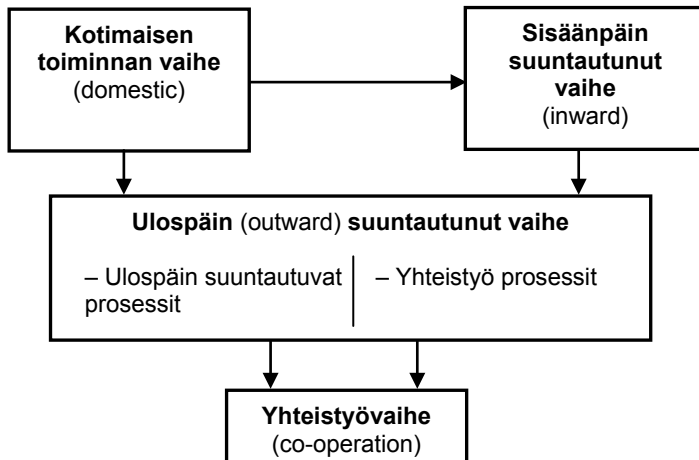 Kotimaisen
toiminnan vaihe
(domestic)
Sisäänpäin
suuntautunut
vaihe
(inward)
Ulospäin (outward) suuntautunut vaihe
– Ulospäin suuntautuvat
prosessit
– Yhteistyö prosessit
Yhteistyövaihe
(co-operation)